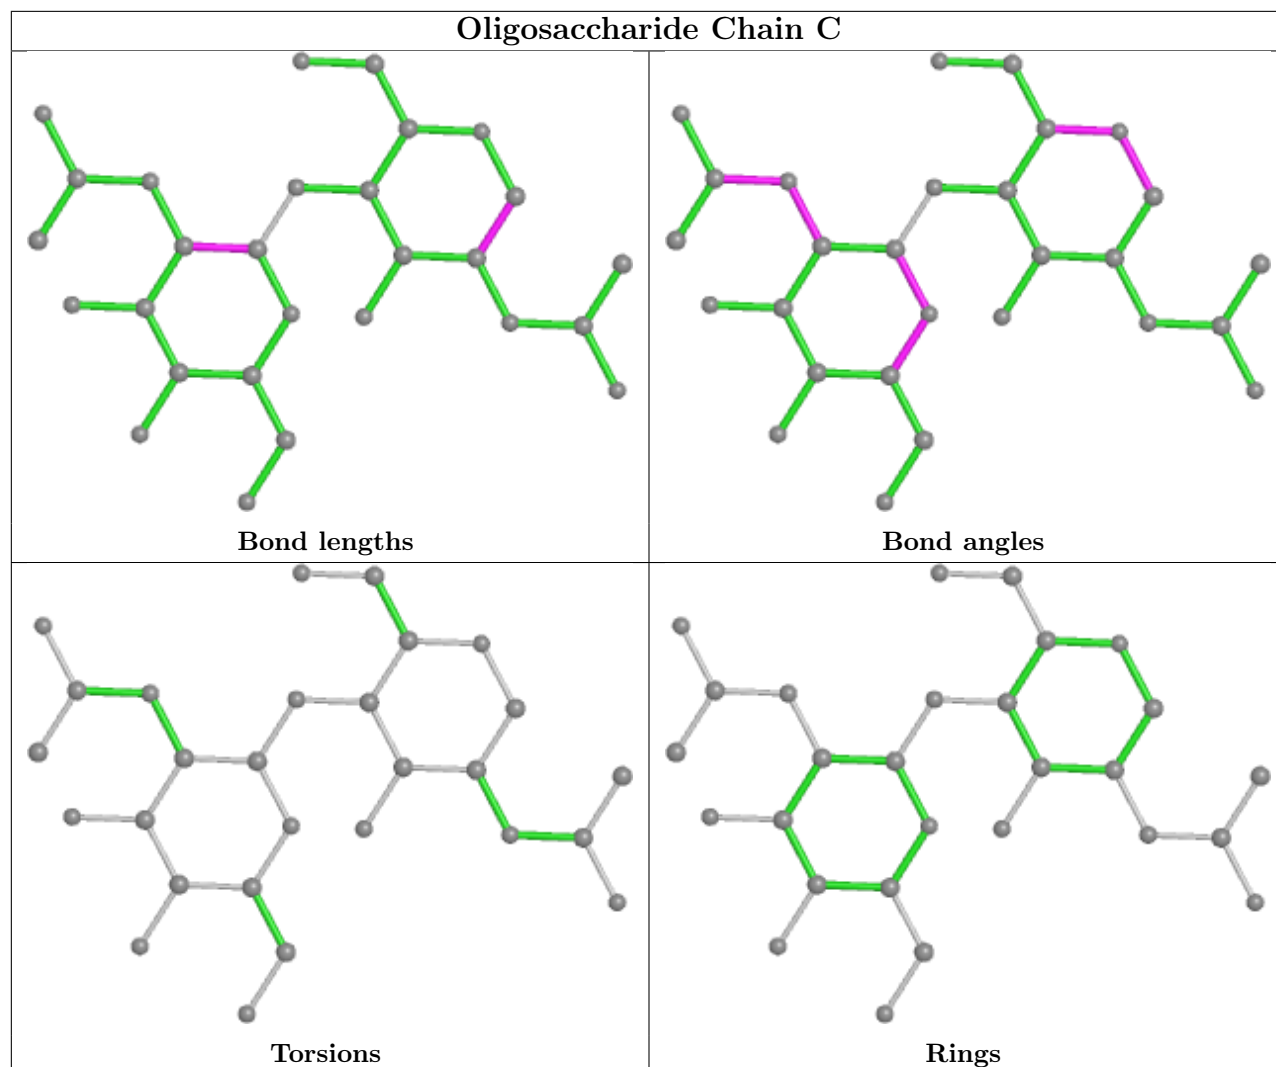 Oligosaccharide Chain C
Bond lengths
Bond angles
Torsions
Rings